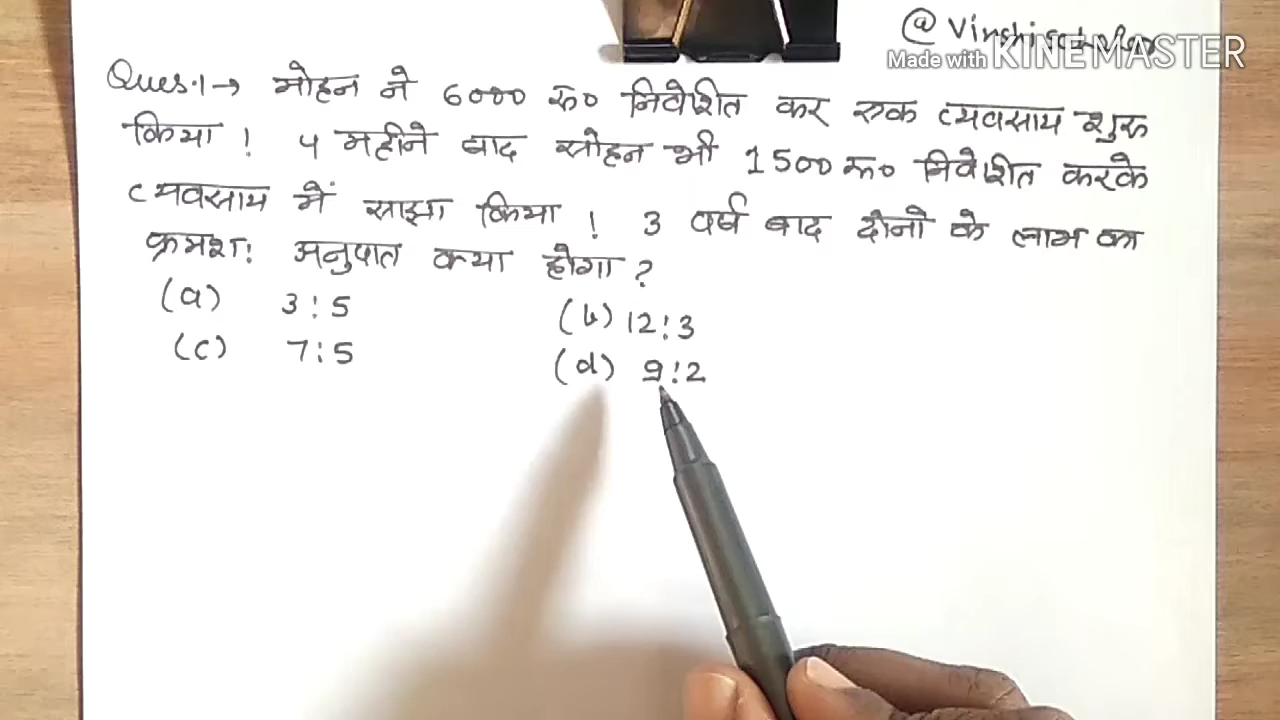 @Vinshi
Made with KINEMASTER
Ques.1→ मोहन ने 6000 रू० निवेशित कर एक व्यवसाय शुरू
किया! 4 महीने बाद सोहन भी 1500 रू० निवेशित करके
व्यवसाय में साझा किया! 3 वर्ष बाद दोनो के लाभ का
क्रमशः अनुपात क्या होगा?
(a) 3:5 (b) 12:3
(c) 7:5 (d) 9:2